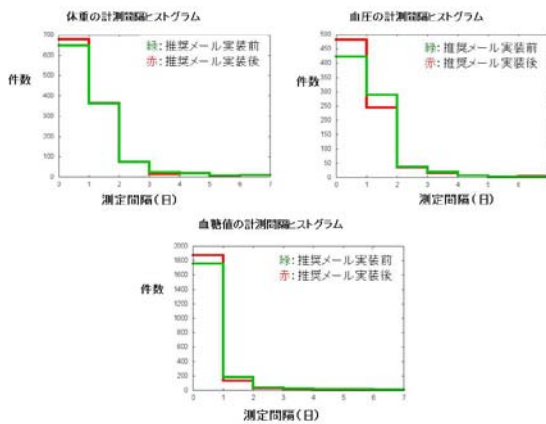 体重の計測間隔ヒストグラム
緑：推奨メール実装前
赤：推奨メール実装後
件数
700
600
500
400
300
200
100
0
0 1 2 3 4 5 6 7
測定間隔（日）
血圧の計測間隔ヒストグラム
緑：推奨メール実装前
赤：推奨メール実装後
件数
500
450
400
350
300
250
200
150
100
50
0
0 1 2 3 4 5 6
測定間隔（日）
血糖値の計測間隔ヒストグラム
緑：推奨メール実装前
赤：推奨メール実装後
件数
2000
1800
1600
1400
1200
1000
800
600
400
200
0
0 1 2 3 4 5 6 7
測定間隔（日）